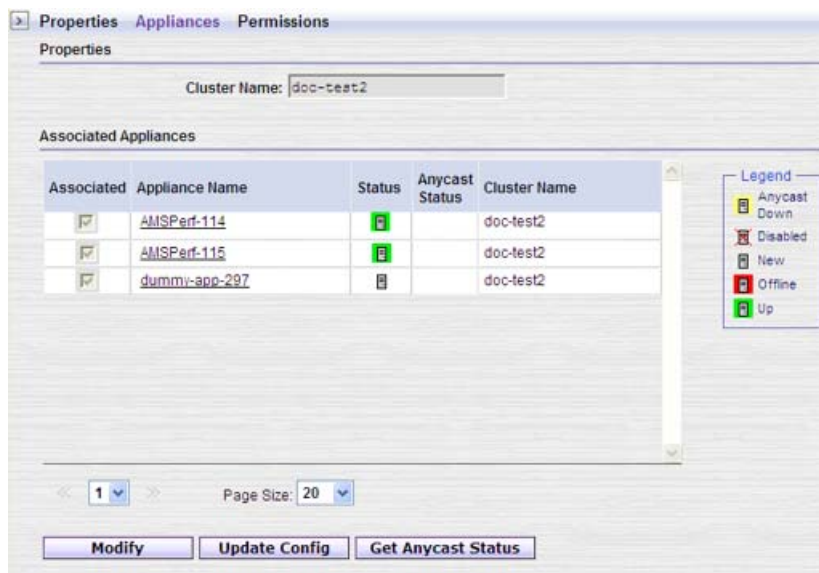 Properties Appliances Permissions
Properties
Cluster Name: doc-test2
Associated Appliances
Associated Appliance Name Status Anycast Status Cluster Name
AMSPerf-114 doc-test2
AMSPerf-115 doc-test2
dummy-app-297 doc-test2
Legend
Anycast Down
Disabled
New
Offline
Up
1 Page Size: 20
Modify Update Config Get Anycast Status